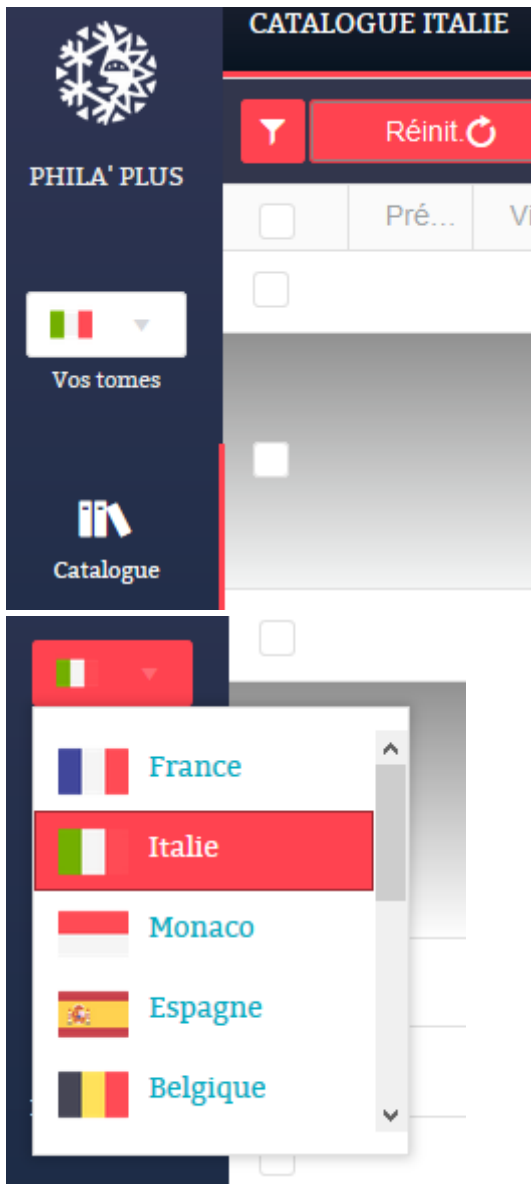 CATALOGUE ITALIE
PHILA' PLUS
Réinit.
Pré...
Vos tomes
Catalogue
France
Italie
Monaco
Espagne
Belgique